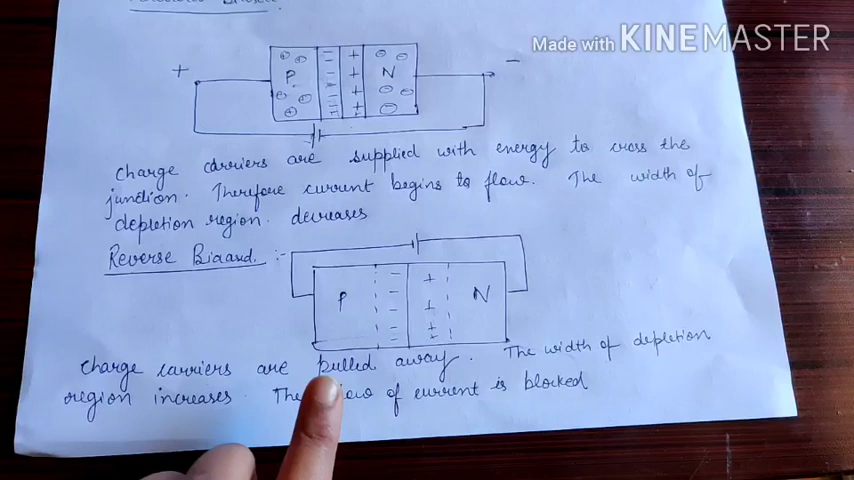 Made with KINEMASTER
+ P N −
Charge carriers are supplied with energy to cross the
junction. Therefore current begins to flow. The width of
depletion region. decreases
Reverse Biaasd. :-
P N
Charge carriers are pulled away. The width of depletion
region increases. The of current is blocked